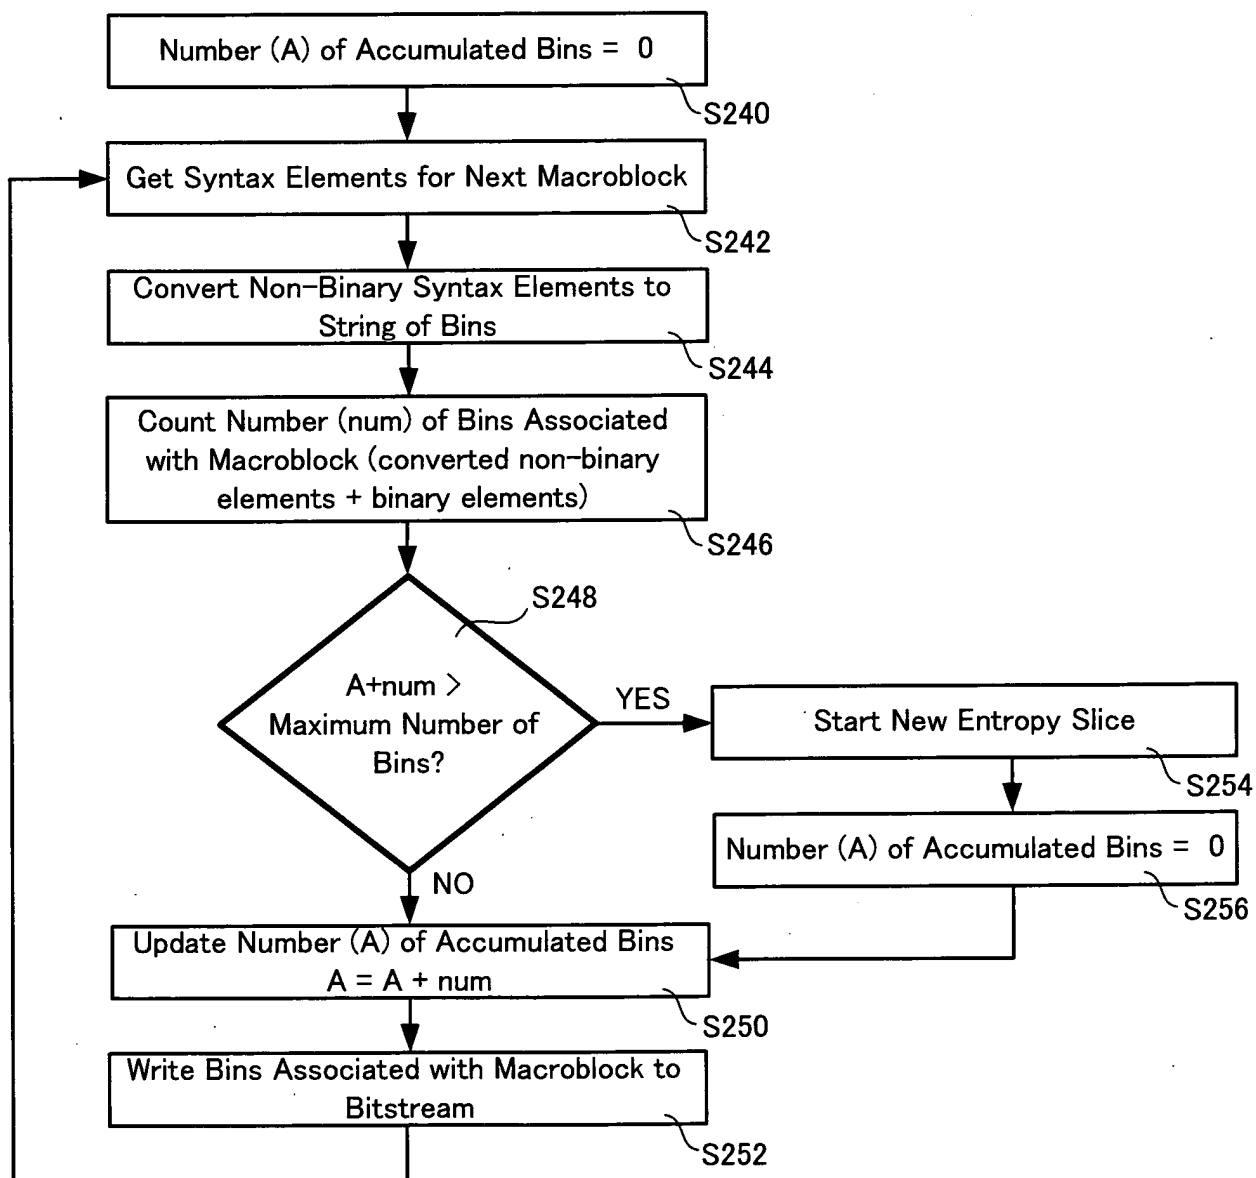 Number (A) of Accumulated Bins = 0
S240
Get Syntax Elements for Next Macroblock
S242
Convert Non-Binary Syntax Elements to
String of Bins
S244
Count Number (num) of Bins Associated
with Macroblock (converted non-binary
elements + binary elements)
S246
S248
A+num >
Maximum Number of
Bins?
YES
Start New Entropy Slice
S254
Number (A) of Accumulated Bins = 0
S256
NO
Update Number (A) of Accumulated Bins
A = A + num
S250
Write Bins Associated with Macroblock to
Bitstream
S252